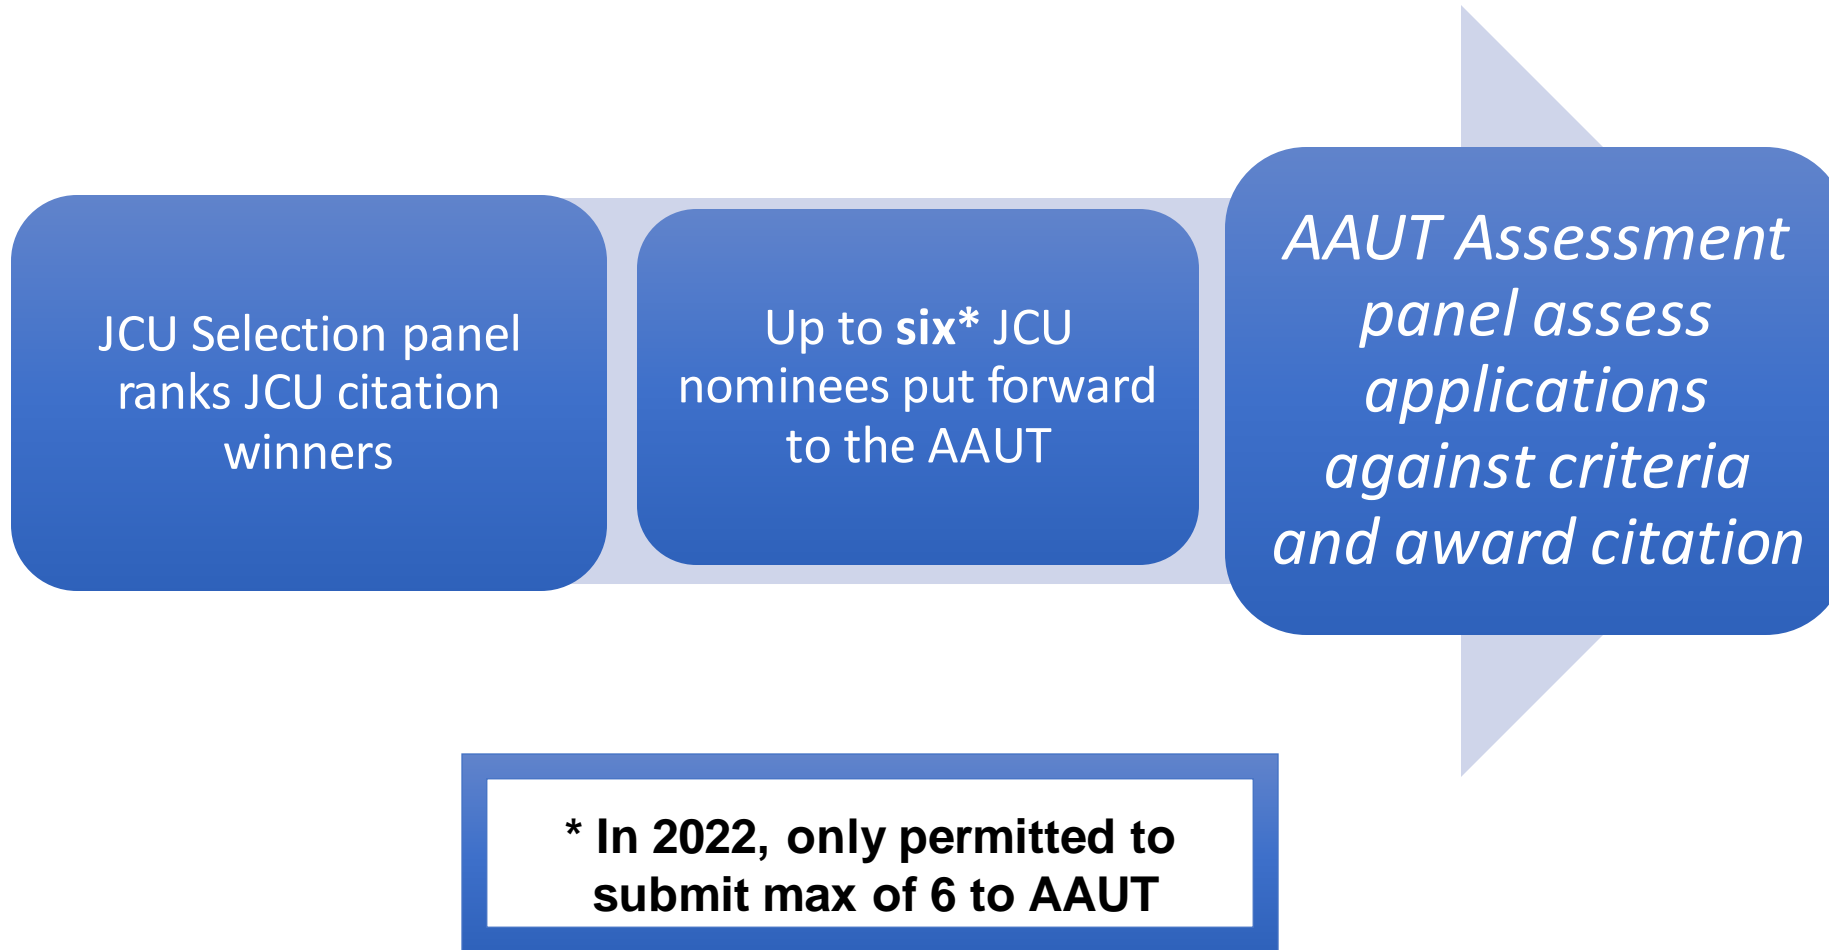 JCU Selection panel
ranks JCU citation
winners
Up to six* JCU
nominees put forward
to the AAUT
AAUT Assessment
panel assess
applications
against criteria
and award citation
* In 2022, only permitted to
submit max of 6 to AAUT